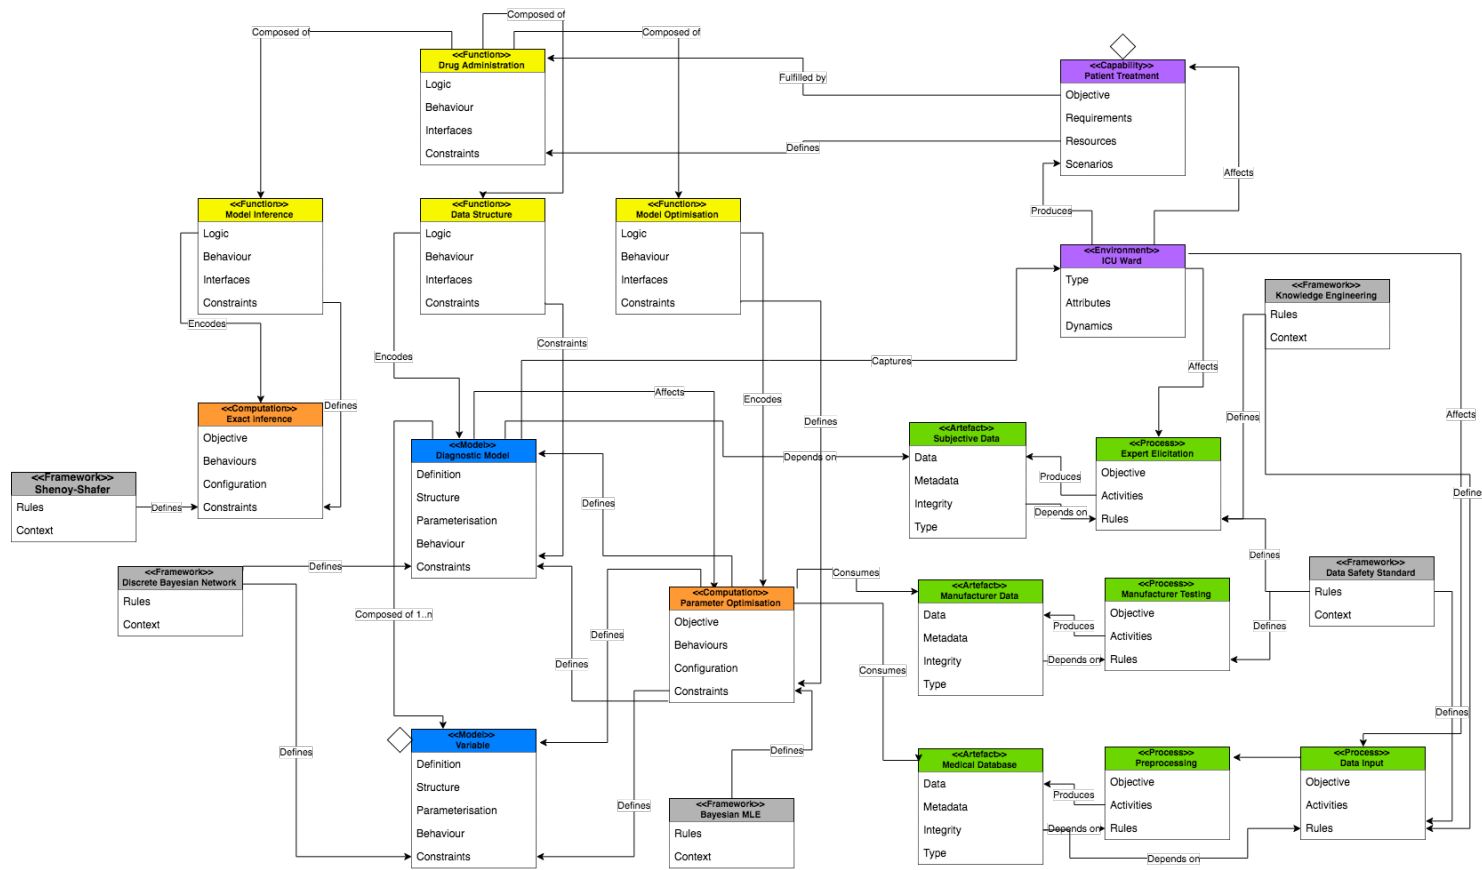 Composed of
Composed of
Composed of
<<Function>>
Drug Administration
Logic
Behaviour
Interfaces
Constraints
Fulfilled by
Defines
<<Capability>>
Patient Treatment
Objective
Requirements
Resources
Scenarios
Produces
Affects
<<Function>>
Model Inference
Logic
Behaviour
Interfaces
Constraints
Encodes
Defines
<<Function>>
Data Structure
Logic
Behaviour
Interfaces
Constraints
Encodes
Constraints
<<Function>>
Model Optimisation
Logic
Behaviour
Interfaces
Constraints
Encodes
Defines
<<Environment>>
ICU Ward
Type
Attributes
Dynamics
Captures
Affects
Affects
<<Framework>>
Knowledge Engineering
Rules
Context
Defines
Defines
<<Computation>>
Exact Inference
Objective
Behaviours
Configuration
Constraints
<<Framework>>
Shenoy-Shafer
Rules
Context
Defines
<<Model>>
Diagnostic Model
Definition
Structure
Parameterisation
Behaviour
Constraints
Affects
Depends on
Defines
<<Artefact>>
Subjective Data
Data
Metadata
Integrity
Type
Produces
Depends on
<<Process>>
Expert Elicitation
Objective
Activities
Rules
<<Framework>>
Discrete Bayesian Network
Rules
Context
Defines
Composed of 1..n
Defines
<<Computation>>
Parameter Optimisation
Objective
Behaviours
Configuration
Constraints
Defines
Defines
Defines
Consumes
Consumes
<<Artefact>>
Manufacturer Data
Data
Metadata
Integrity
Type
Produces
Depends on
<<Process>>
Manufacturer Testing
Objective
Activities
Rules
Defines
Defines
<<Framework>>
Data Safety Standard
Rules
Context
Defines
<<Model>>
Variable
Definition
Structure
Parameterisation
Behaviour
Constraints
<<Framework>>
Bayesian MLE
Rules
Context
Defines
<<Artefact>>
Medical Database
Data
Metadata
Integrity
Type
Produces
Depends on
Depends on
<<Process>>
Preprocessing
Objective
Activities
Rules
<<Process>>
Data Input
Objective
Activities
Rules